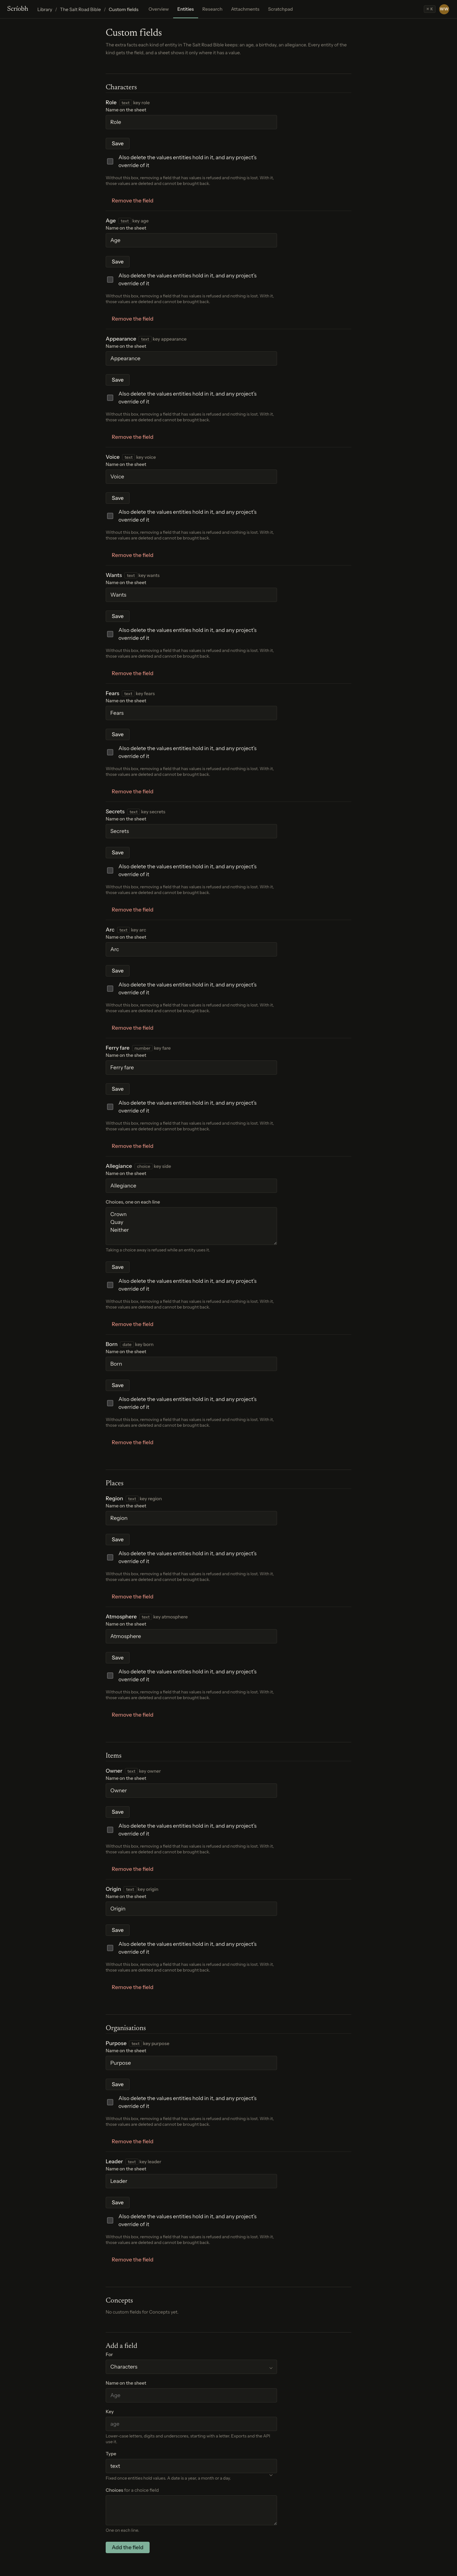 Scríobh
Library / The Salt Road Bible / Custom fields
Overview Entities Research Attachments Scratchpad
WW
Custom fields
The extra facts each kind of entity in The Salt Road Bible keeps: an age, a birthday, an allegiance. Every entity of the
kind gets the field, and a sheet shows it only where it has a value.
Characters
Role text key role
Name on the sheet
Role
Save
Also delete the values entities hold in it, and any project's
override of it
Without this box, removing a field that has values is refused and nothing is lost. With it,
those values are deleted and cannot be brought back.
Remove the field
Age text key age
Name on the sheet
Age
Save
Also delete the values entities hold in it, and any project's
override of it
Without this box, removing a field that has values is refused and nothing is lost. With it,
those values are deleted and cannot be brought back.
Remove the field
Appearance text key appearance
Name on the sheet
Appearance
Save
Also delete the values entities hold in it, and any project's
override of it
Without this box, removing a field that has values is refused and nothing is lost. With it,
those values are deleted and cannot be brought back.
Remove the field
Voice text key voice
Name on the sheet
Voice
Save
Also delete the values entities hold in it, and any project's
override of it
Without this box, removing a field that has values is refused and nothing is lost. With it,
those values are deleted and cannot be brought back.
Remove the field
Wants text key wants
Name on the sheet
Wants
Save
Also delete the values entities hold in it, and any project's
override of it
Without this box, removing a field that has values is refused and nothing is lost. With it,
those values are deleted and cannot be brought back.
Remove the field
Fears text key fears
Name on the sheet
Fears
Save
Also delete the values entities hold in it, and any project's
override of it
Without this box, removing a field that has values is refused and nothing is lost. With it,
those values are deleted and cannot be brought back.
Remove the field
Secrets text key secrets
Name on the sheet
Secrets
Save
Also delete the values entities hold in it, and any project's
override of it
Without this box, removing a field that has values is refused and nothing is lost. With it,
those values are deleted and cannot be brought back.
Remove the field
Arc text key arc
Name on the sheet
Arc
Save
Also delete the values entities hold in it, and any project's
override of it
Without this box, removing a field that has values is refused and nothing is lost. With it,
those values are deleted and cannot be brought back.
Remove the field
Ferry fare number key fare
Name on the sheet
Ferry fare
Save
Also delete the values entities hold in it, and any project's
override of it
Without this box, removing a field that has values is refused and nothing is lost. With it,
those values are deleted and cannot be brought back.
Remove the field
Allegiance choice key side
Name on the sheet
Allegiance
Choices, one on each line
Crown
Quay
Neither
Taking a choice away is refused while an entity uses it.
Save
Also delete the values entities hold in it, and any project's
override of it
Without this box, removing a field that has values is refused and nothing is lost. With it,
those values are deleted and cannot be brought back.
Remove the field
Born date key born
Name on the sheet
Born
Save
Also delete the values entities hold in it, and any project's
override of it
Without this box, removing a field that has values is refused and nothing is lost. With it,
those values are deleted and cannot be brought back.
Remove the field
Places
Region text key region
Name on the sheet
Region
Save
Also delete the values entities hold in it, and any project's
override of it
Without this box, removing a field that has values is refused and nothing is lost. With it,
those values are deleted and cannot be brought back.
Remove the field
Atmosphere text key atmosphere
Name on the sheet
Atmosphere
Save
Also delete the values entities hold in it, and any project's
override of it
Without this box, removing a field that has values is refused and nothing is lost. With it,
those values are deleted and cannot be brought back.
Remove the field
Items
Owner text key owner
Name on the sheet
Owner
Save
Also delete the values entities hold in it, and any project's
override of it
Without this box, removing a field that has values is refused and nothing is lost. With it,
those values are deleted and cannot be brought back.
Remove the field
Origin text key origin
Name on the sheet
Origin
Save
Also delete the values entities hold in it, and any project's
override of it
Without this box, removing a field that has values is refused and nothing is lost. With it,
those values are deleted and cannot be brought back.
Remove the field
Organisations
Purpose text key purpose
Name on the sheet
Purpose
Save
Also delete the values entities hold in it, and any project's
override of it
Without this box, removing a field that has values is refused and nothing is lost. With it,
those values are deleted and cannot be brought back.
Remove the field
Leader text key leader
Name on the sheet
Leader
Save
Also delete the values entities hold in it, and any project's
override of it
Without this box, removing a field that has values is refused and nothing is lost. With it,
those values are deleted and cannot be brought back.
Remove the field
Concepts
No custom fields for Concepts yet.
Add a field
For
Characters
Name on the sheet
Age
Key
age
Lower-case letters, digits and underscores, starting with a letter. Exports and the API
use it.
Type
text
Fixed once entities hold values. A date is a year, a month or a day.
Choices for a choice field
One on each line.
Add the field